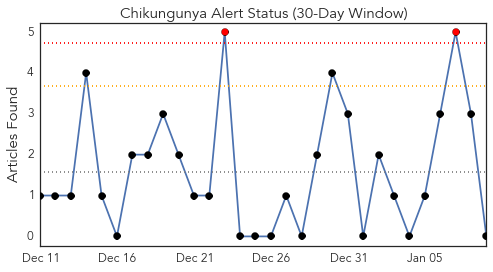 Chikungunya Alert Status (30-Day Window)
Articles Found
5
4
3
2
1
0
Dec 11 Dec 16 Dec 21 Dec 26 Dec 31 Jan 05